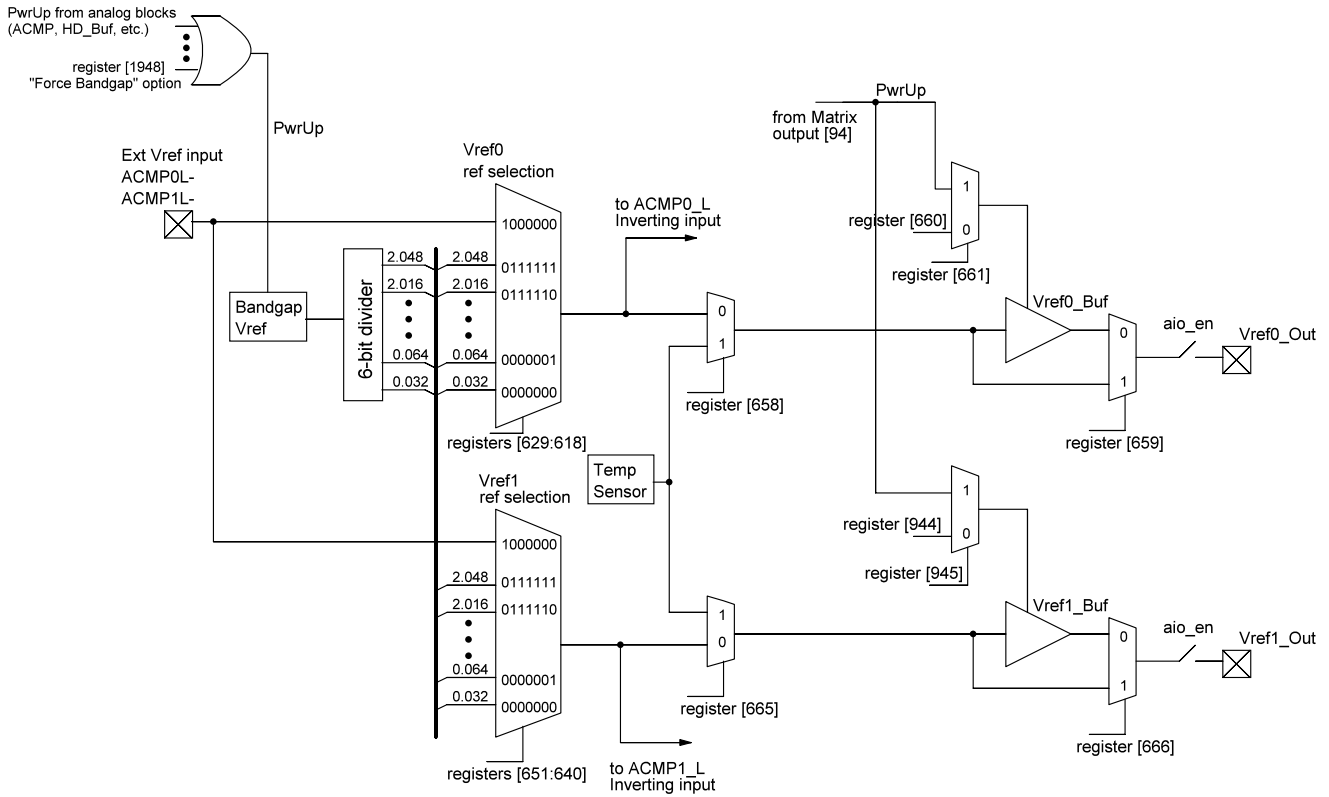 PwrUp from analog blocks
(ACMP, HD_Buf, etc.)
register [1948]
"Force Bandgap" option
PwrUp
Ext Vref input
ACMP0L-
ACMP1L-
Bandgap
Vref
6-bit divider
2.048
2.016
0.064
0.032
Vref0
ref selection
2.048
2.016
0.064
0.032
1000000
0111111
0111110
0000001
0000000
registers [629:618]
to ACMP0_L
Inverting input
0
1
register [658]
PwrUp
from Matrix
output [94]
1
0
register [660]
register [661]
Vref0_Buf
0
1
register [659]
aio_en
Vref0_Out
Temp
Sensor
Vref1
ref selection
2.048
2.016
0.064
0.032
1000000
0111111
0111110
0000001
0000000
registers [651:640]
to ACMP1_L
Inverting input
1
0
register [665]
1
0
register [944]
register [945]
Vref1_Buf
0
1
register [666]
aio_en
Vref1_Out